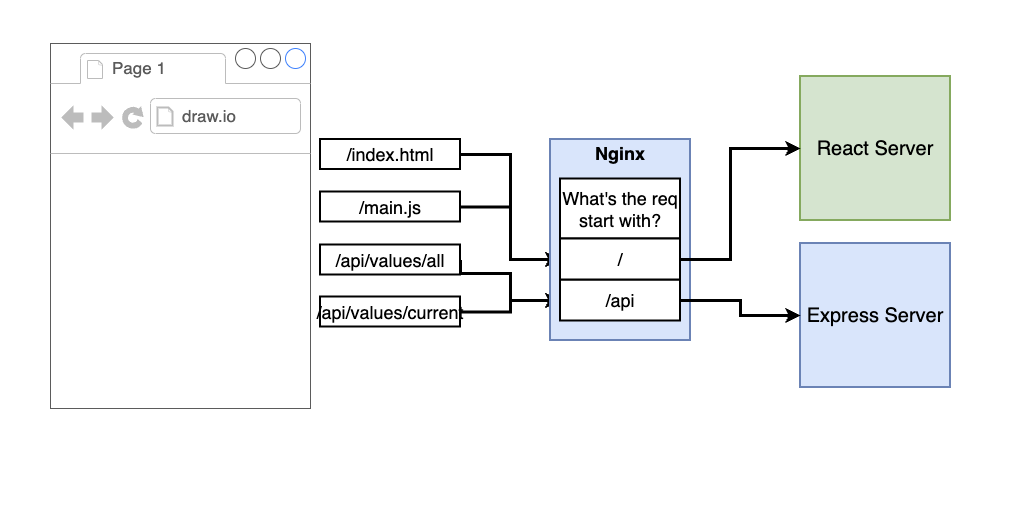 Page 1
draw.io
/index.html
/main.js
/api/values/all
/api/values/current
Nginx
What's the req
start with?
/
/api
React Server
Express Server